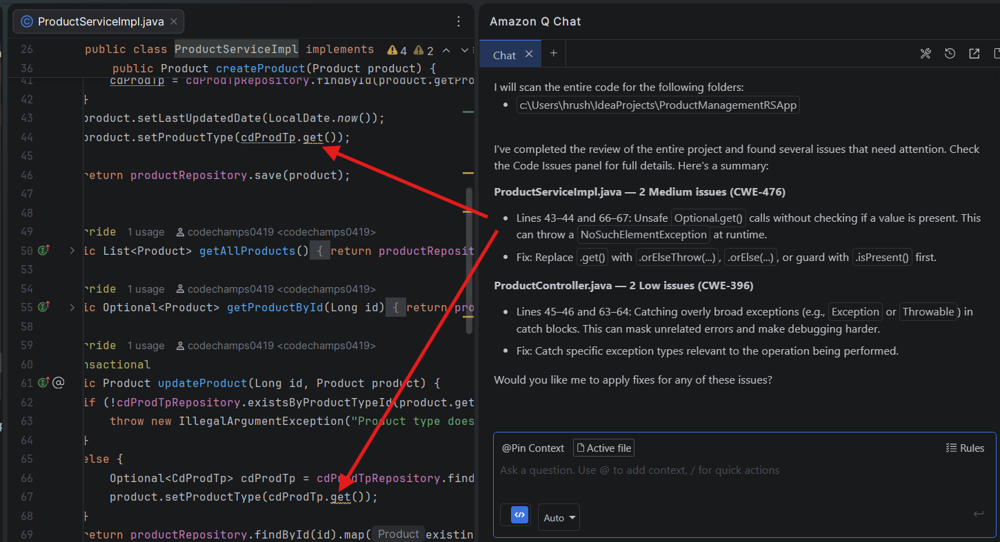 ProductServiceImpl.java
26 public class ProductServiceImpl implements 4 2
36 public Product createProduct(Product product) {
41 cdProdTp = cdProdTpRepository.findById(product.getPro
42 }
43 product.setLastUpdatedDate(LocalDate.now());
44 product.setProductType(cdProdTp.get());
45
46 return productRepository.save(product);
47
48
49 rride 1 usage codechamps0419 <codechamps0419>
50 ic List<Product> getAllProducts() { return productReposit
53
54 rride 1 usage codechamps0419 <codechamps0419>
55 ic Optional<Product> getProductById(Long id) { return pro
58
59 rride 1 usage codechamps0419 <codechamps0419>
60 nsactional
61 @ ic Product updateProduct(Long id, Product product) {
62 if (!cdProdTpRepository.existsByProductTypeId(product.get
63 throw new IllegalArgumentException("Product type does
64 }
65 else {
66 Optional<CdProdTp> cdProdTp = cdProdTpRepository.find
67 product.setProductType(cdProdTp.get());
68 }
69 return productRepository.findById(id).map( Product existin
Amazon Q Chat
Chat
I will scan the entire code for the following folders:
• c:\Users\hrush\IdeaProjects\ProductManagementRSApp
I've completed the review of the entire project and found several issues that need attention. Check
the Code Issues panel for full details. Here's a summary:
ProductServiceImpl.java — 2 Medium issues (CWE-476)
• Lines 43–44 and 66–67: Unsafe Optional.get() calls without checking if a value is present. This
can throw a NoSuchElementException at runtime.
• Fix: Replace .get() with .orElseThrow(...), .orElse(...), or guard with .isPresent() first.
ProductController.java — 2 Low issues (CWE-396)
• Lines 45–46 and 63–64: Catching overly broad exceptions (e.g., Exception or Throwable) in
catch blocks. This can mask unrelated errors and make debugging harder.
• Fix: Catch specific exception types relevant to the operation being performed.
Would you like me to apply fixes for any of these issues?
@Pin Context Active file Rules
Ask a question. Use @ to add context, / for quick actions
</> Auto